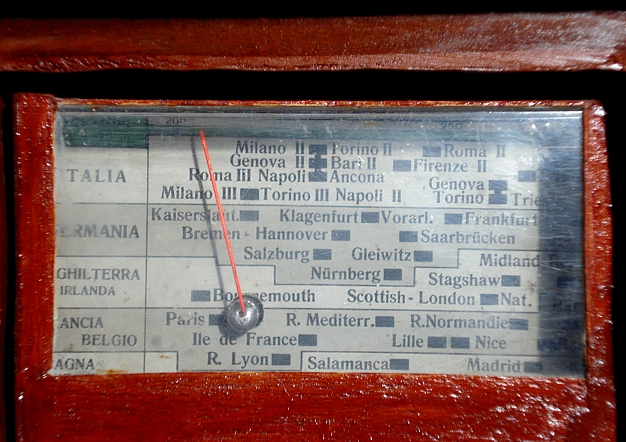 200
Milano II Torino II Roma II
Genova II Bari II Firenze II
TALIA Roma III Napoli Ancona
Genova
Milano III Torino III Napoli II Torino Trie
Kaiserslaut. Klagenfurt Vorarl. Frankfurt
ERMANIA Bremen - Hannover Saarbrücken
Salzburg Gleiwitz Midland
GHILTERRA Nürnberg Stagshaw
IRLANDA Scottish - London Nat.
ANCIA Paris R. Mediterr. R.Normandie
BELGIO Ile de France Lille Nice
AGNA R. Lyon Salamanca Madrid